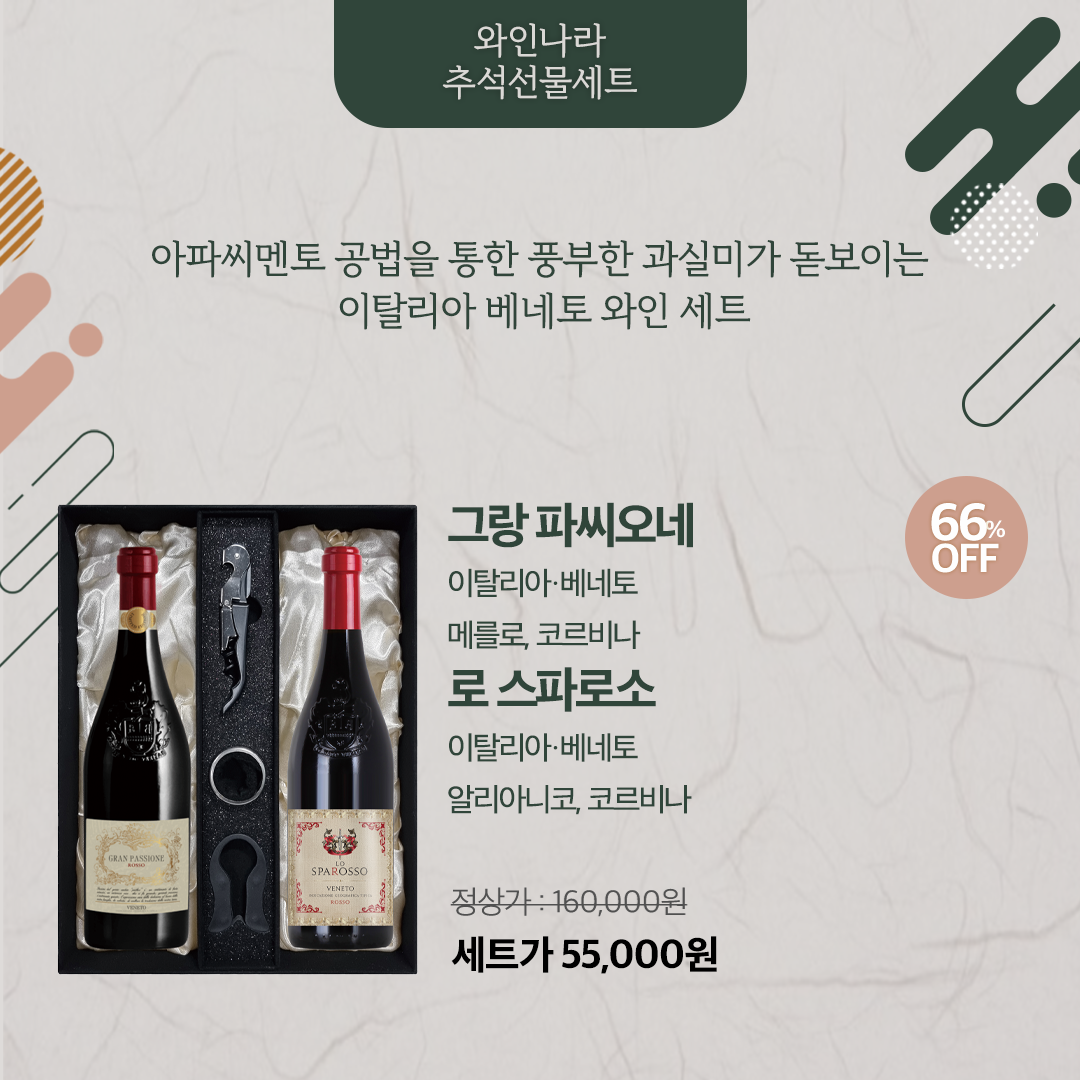 와인나라
추석선물세트
아파씨멘토 공법을 통한 풍부한 과실미가 돋보이는
이탈리아 베네토 와인 세트
66%
OFF
그랑 파씨오네
이탈리아·베네토
메를로, 코르비나
로 스파로소
이탈리아·베네토
알리아니코, 코르비나
정상가 : 160,000원
세트가 55,000원
GRAN PASSIONE
ROSSO
VENETO
LO
SPAROSSO
VENETO
ROSSO